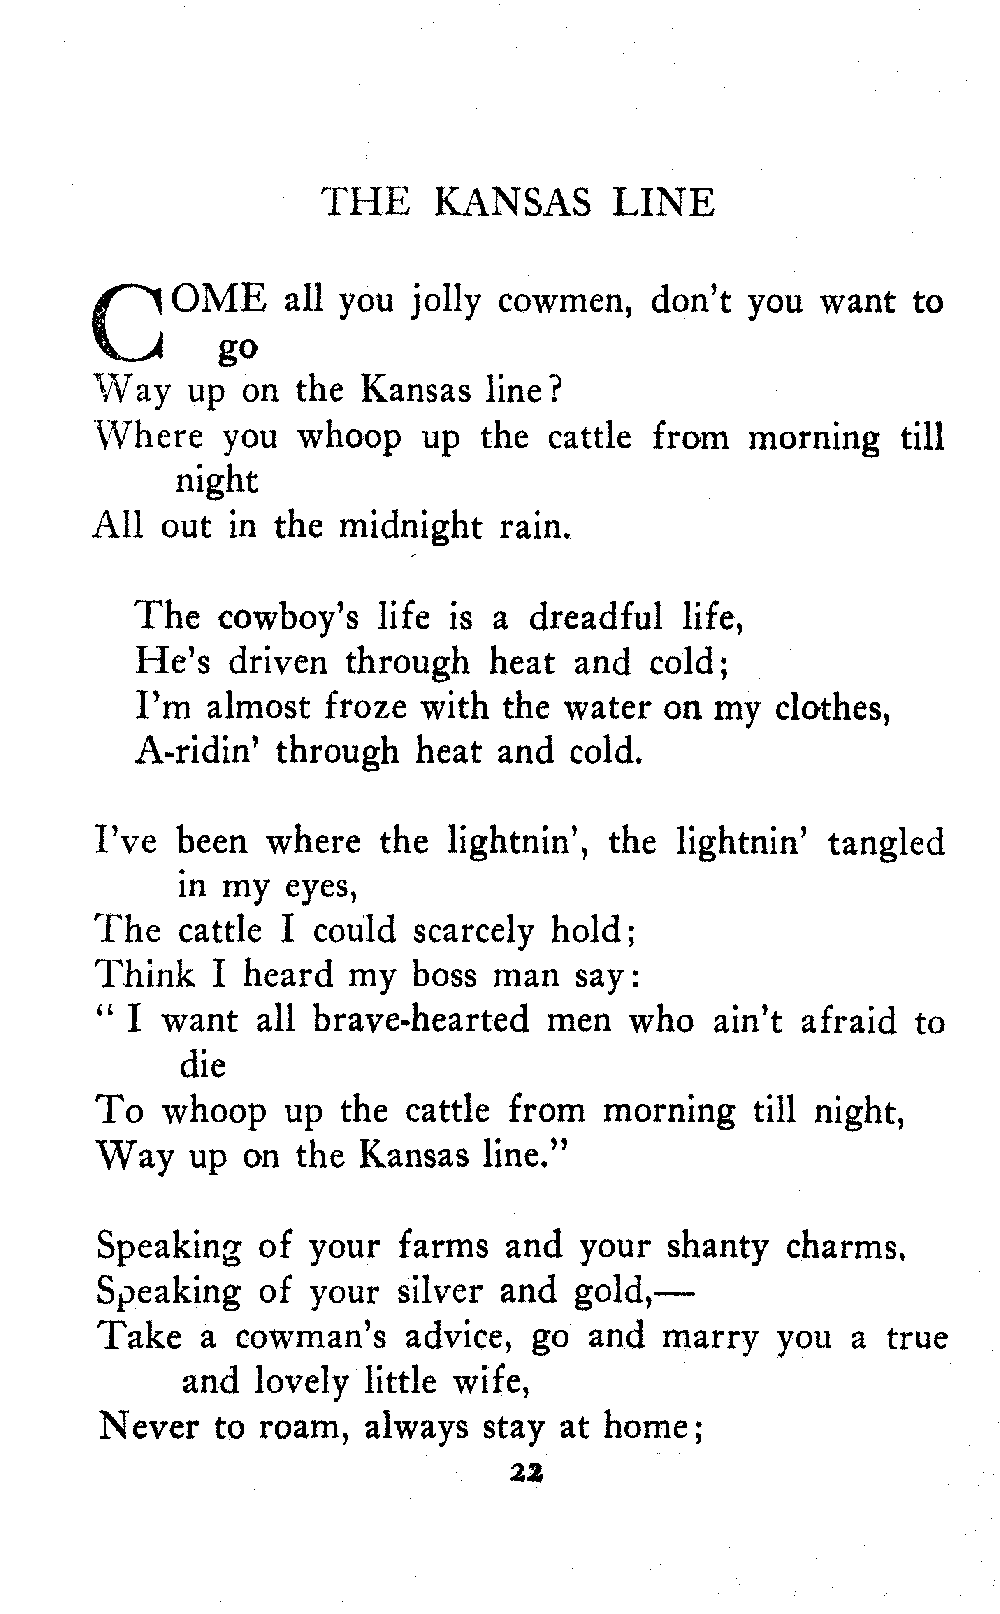 THE KANSAS LINE
COME all you jolly cowmen, don't you want to
go
Way up on the Kansas line?
Where you whoop up the cattle from morning till
night
All out in the midnight rain.
The cowboy's life is a dreadful life,
He's driven through heat and cold;
I'm almost froze with the water on my clothes,
A-ridin' through heat and cold.
I've been where the lightnin', the lightnin' tangled
in my eyes,
The cattle I could scarcely hold;
Think I heard my boss man say:
" I want all brave-hearted men who ain't afraid to
die
To whoop up the cattle from morning till night,
Way up on the Kansas line."
Speaking of your farms and your shanty charms,
Speaking of your silver and gold,—
Take a cowman's advice, go and marry you a true
and lovely little wife,
Never to roam, always stay at home;
22